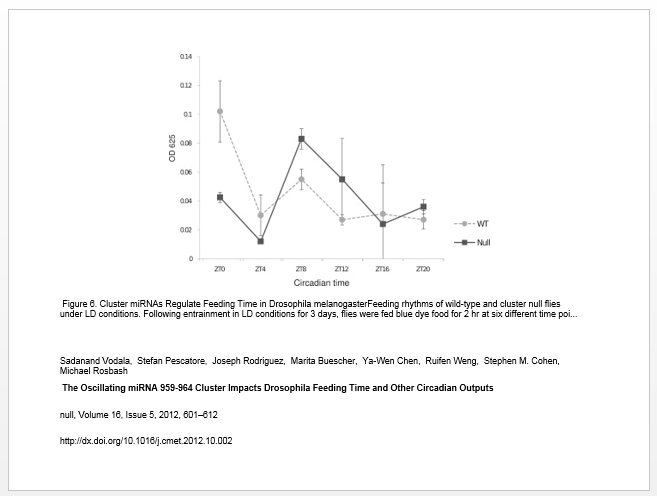 0.14
0.12
0.1
0.08
0.06
0.04
0.02
0
OD 625
ZT0 ZT4 ZT8 ZT12 ZT16 ZT20
Circadian time
WT
Null
Figure 6. Cluster miRNAs Regulate Feeding Time in Drosophila melanogasterFeeding rhythms of wild-type and cluster null flies
under LD conditions. Following entrainment in LD conditions for 3 days, flies were fed blue dye food for 2 hr at six different time poi...
Sadanand Vodala, Stefan Pescatore, Joseph Rodriguez, Marita Buescher, Ya-Wen Chen, Ruifen Weng, Stephen M. Cohen,
Michael Rosbash
The Oscillating miRNA 959-964 Cluster Impacts Drosophila Feeding Time and Other Circadian Outputs
null, Volume 16, Issue 5, 2012, 601–612
http://dx.doi.org/10.1016/j.cmet.2012.10.002